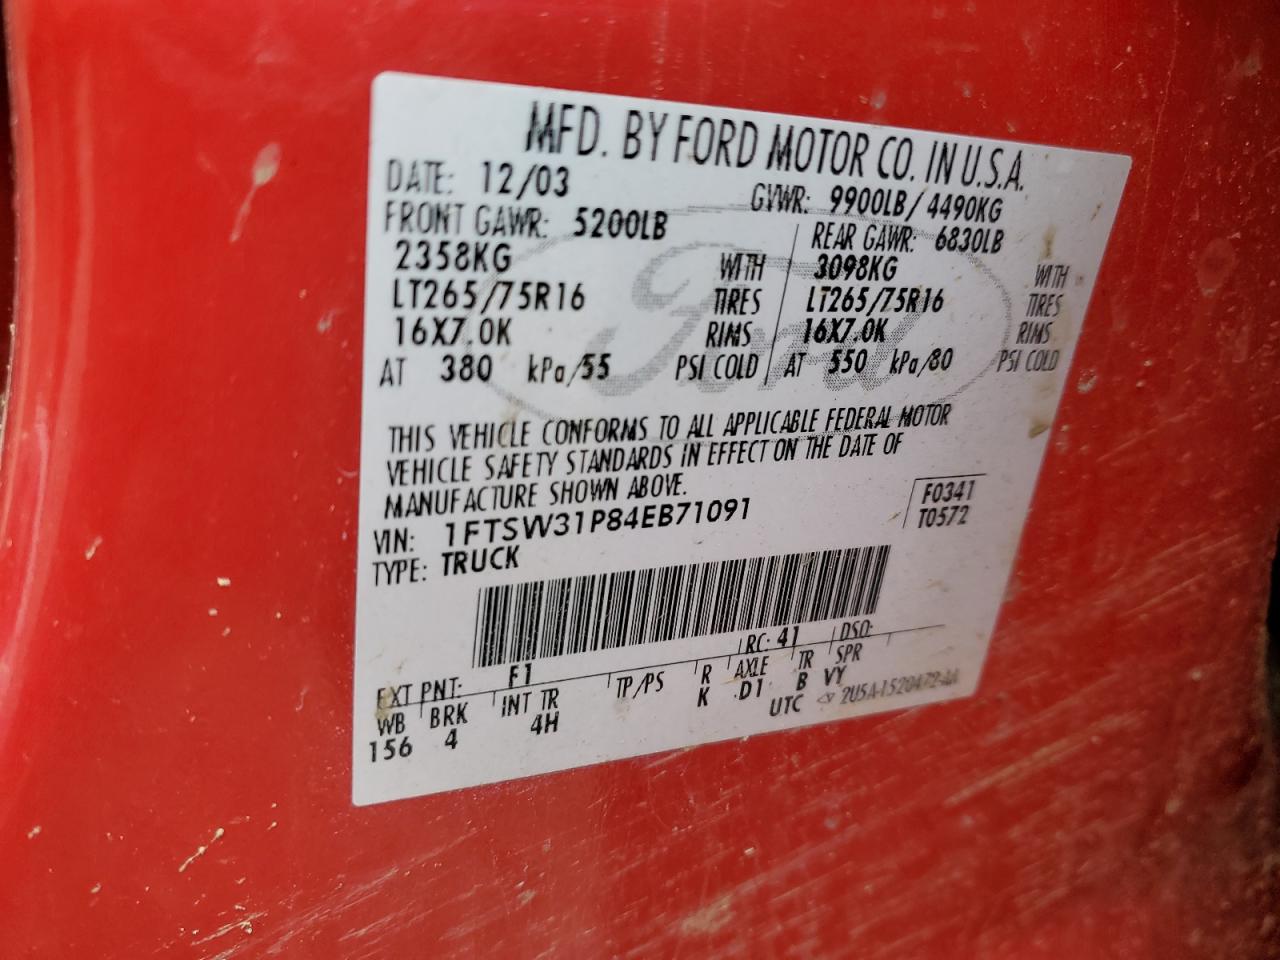 MFD. BY FORD MOTOR CO. IN U.S.A.
DATE: 12/03 GVWR: 9900LB/4490KG
FRONT GAWR: 5200LB REAR GAWR: 6830LB
2358KG WITH 3098KG WITH
LT265/75R16 TIRES LT265/75R16 TIRES
16X7.0K RIMS 16X7.0K RIMS
AT 380 kPa/55 PSI COLD AT 550 kPa/80 PSI COLD
Ford
THIS VEHICLE CONFORMS TO ALL APPLICABLE FEDERAL MOTOR
VEHICLE SAFETY STANDARDS IN EFFECT ON THE DATE OF
MANUFACTURE SHOWN ABOVE.
F0341
VIN: 1FTSW31P84EB71091 T0572
TYPE: TRUCK
EXT PNT: F1 RC: 41 DSO:
WB BRK INT TR TP/PS R AXLE TR SPR
156 4 4H K D1 B VY
UTC 2U5A-1520472-AA